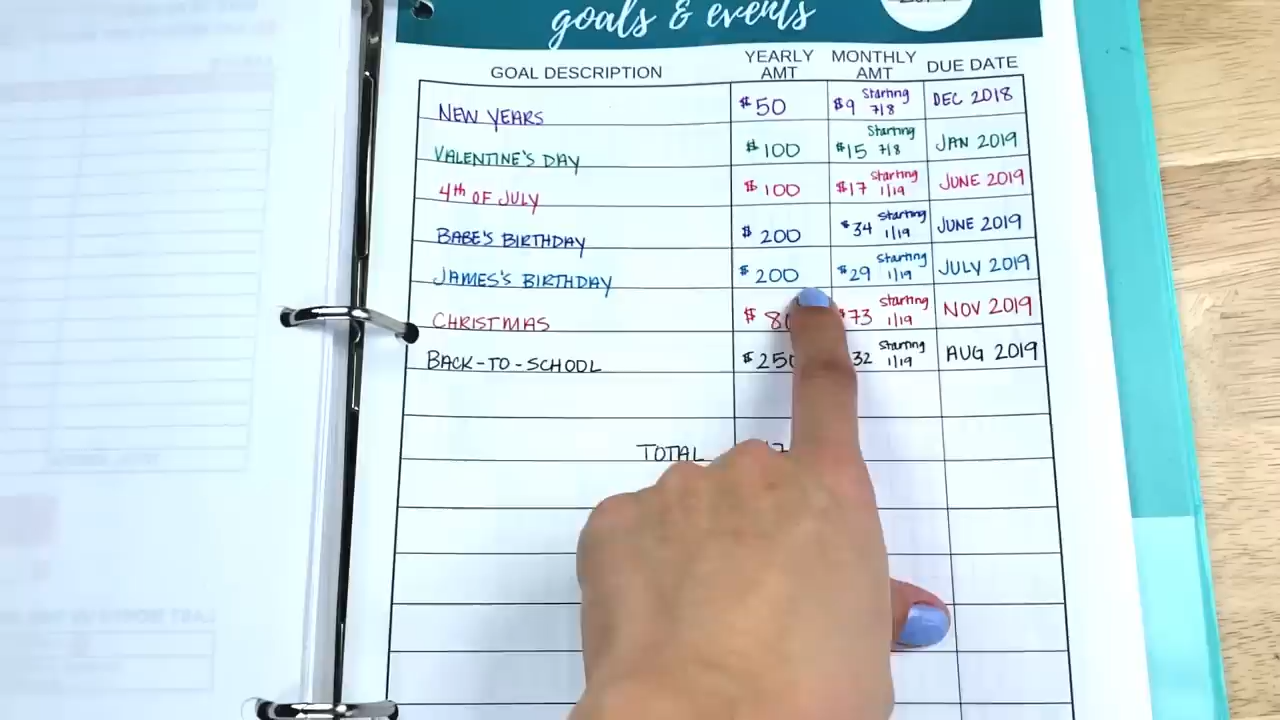 goals & events
GOAL DESCRIPTION YEARLY AMT MONTHLY AMT DUE DATE
NEW YEARS $50 $9 Starting 7/8 DEC 2018
VALENTINE'S DAY $100 $15 Starting 7/8 JAN 2019
4th OF JULY $100 $17 Starting 1/19 JUNE 2019
BABE'S BIRTHDAY $200 $34 Starting 1/19 JUNE 2019
JAMES'S BIRTHDAY $200 $29 Starting 1/19 JULY 2019
CHRISTMAS $73 Starting 1/19 NOV 2019
BACK-TO-SCHOOL $250 32 Starting 1/19 AUG 2019
TOTAL